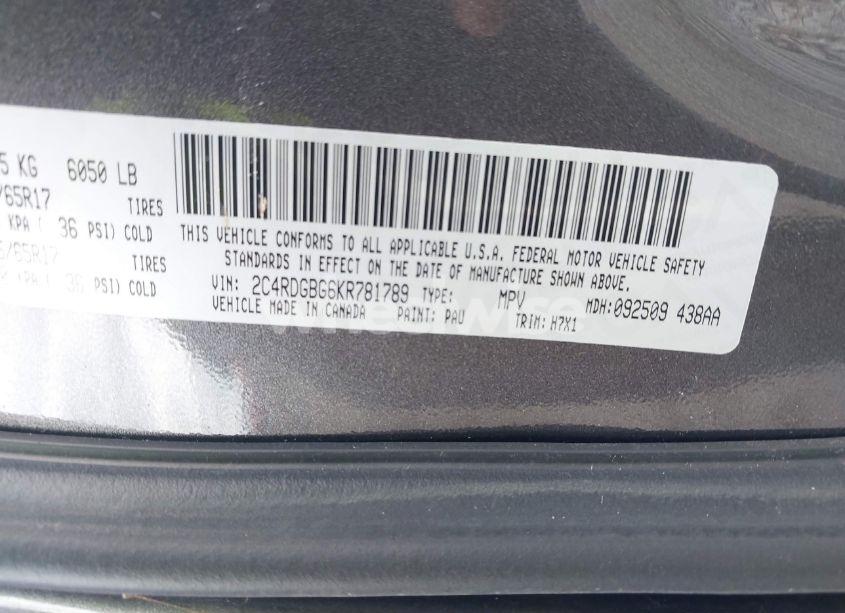 5 KG 6050 LB
/65R17 TIRES
KPA ( 36 PSI) COLD
/65R17 TIRES
KPA( 36 PSI) COLD
THIS VEHICLE CONFORMS TO ALL APPLICABLE U.S.A. FEDERAL MOTOR VEHICLE SAFETY
STANDARDS IN EFFECT ON THE DATE OF MANUFACTURE SHOWN ABOVE.
VIN: 2C4RDGBG6KR781789 TYPE: MPV MDH:092509 438AA
VEHICLE MADE IN CANADA PAINT: PAU TRIM: H7X1